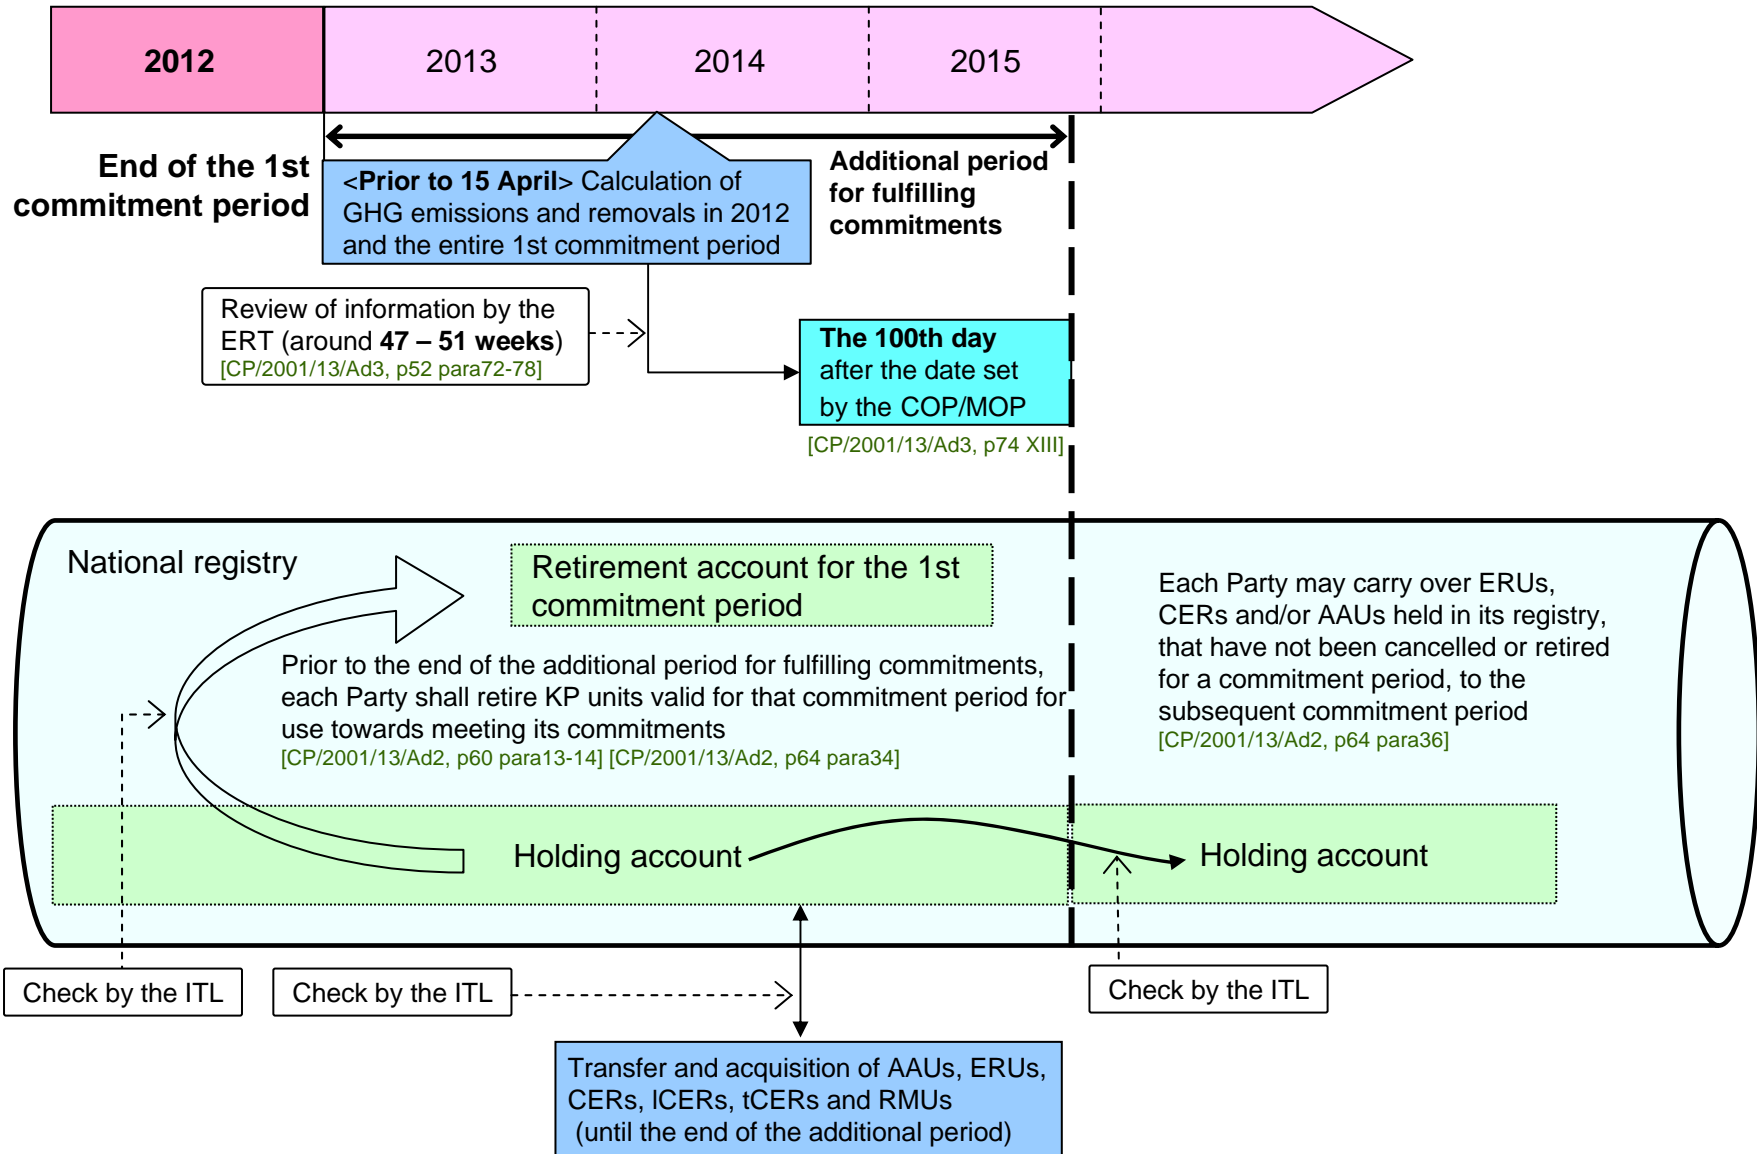 2012
2013
2014
2015
End of the 1st
commitment period
<Prior to 15 April> Calculation of
GHG emissions and removals in 2012
and the entire 1st commitment period
Additional period
for fulfilling
commitments
Review of information by the
ERT (around 47 – 51 weeks)
[CP/2001/13/Ad3, p52 para72-78]
The 100th day
after the date set
by the COP/MOP
[CP/2001/13/Ad3, p74 XIII]
National registry
Retirement account for the 1st
commitment period
Prior to the end of the additional period for fulfilling commitments,
each Party shall retire KP units valid for that commitment period for
use towards meeting its commitments
[CP/2001/13/Ad2, p60 para13-14] [CP/2001/13/Ad2, p64 para34]
Each Party may carry over ERUs,
CERs and/or AAUs held in its registry,
that have not been cancelled or retired
for a commitment period, to the
subsequent commitment period
[CP/2001/13/Ad2, p64 para36]
Holding account
Holding account
Check by the ITL
Check by the ITL
Check by the ITL
Transfer and acquisition of AAUs, ERUs,
CERs, lCERs, tCERs and RMUs
(until the end of the additional period)